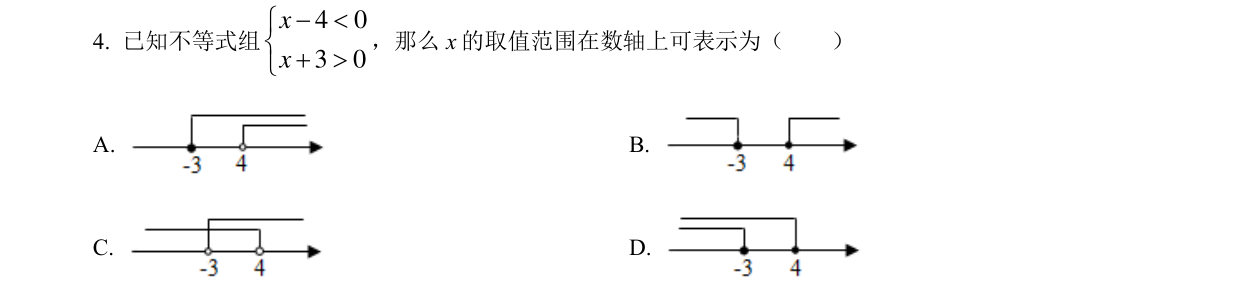 4. 已知不等式组{x－4＜0
x＋3＞0，那么 x 的取值范围在数轴上可表示为（　　）
A. -3 4
B. -3 4
C. -3 4
D. -3 4